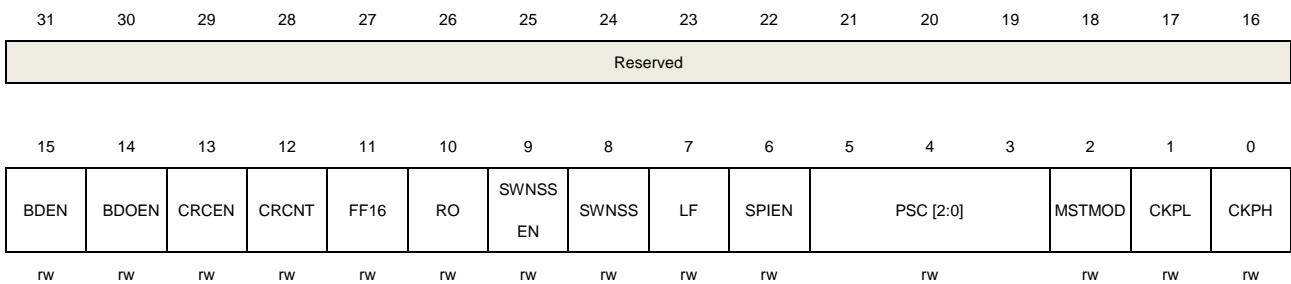 31 30 29 28 27 26 25 24 23 22 21 20 19 18 17 16
Reserved
15 14 13 12 11 10 9 8 7 6 5 4 3 2 1 0
BDEN BDOEN CRCEN CRCNT FF16 RO SWNSS EN SWNSS LF SPIEN PSC [2:0] MSTMOD CKPL CKPH
rw rw rw rw rw rw rw rw rw rw rw rw rw rw